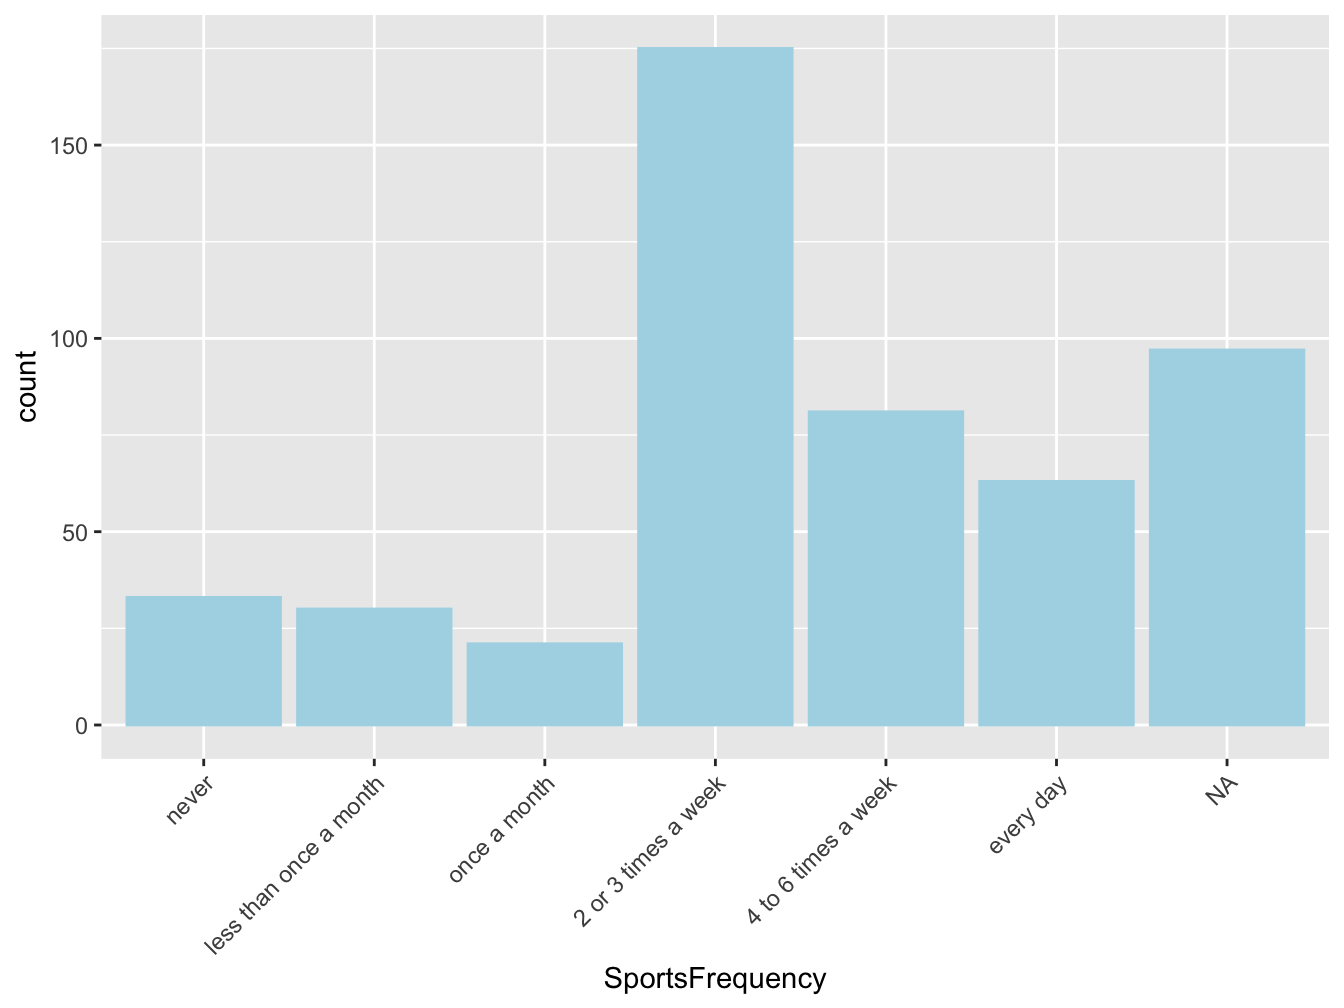 count
150
100
50
0
never
less than once a month
once a month
2 or 3 times a week
4 to 6 times a week
every day
NA
SportsFrequency